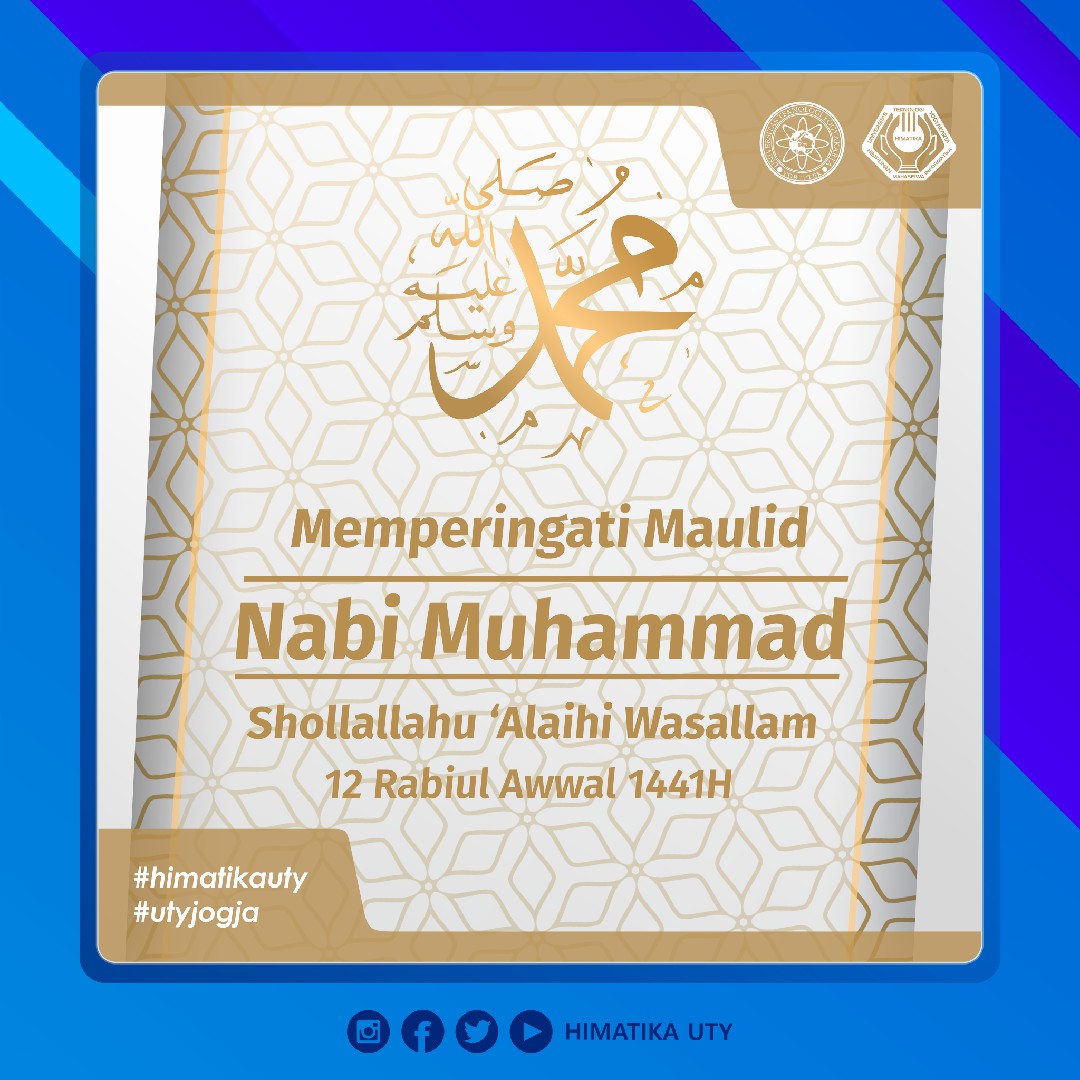 HIMATIKA
محمد
صلى
الله
عليه
وسلم
Memperingati Maulid
Nabi Muhammad
Shollallahu ‘Alaihi Wasallam
12 Rabiul Awwal 1441H
#himatikauty
#utyjogja
HIMATIKA UTY